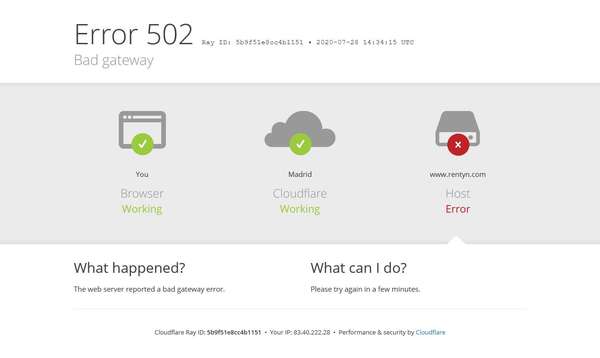 Error 502 Ray ID: 5b9f51e8cc4b1151 • 2020-07-28 14:34:15 UTC
Bad gateway
You Madrid www.rentyn.com
Browser Cloudflare Host
Working Working Error
What happened?
The web server reported a bad gateway error.
What can I do?
Please try again in a few minutes.
Cloudflare Ray ID: 5b9f51e8cc4b1151 • Your IP: 83.40.222.28 • Performance & security by Cloudflare